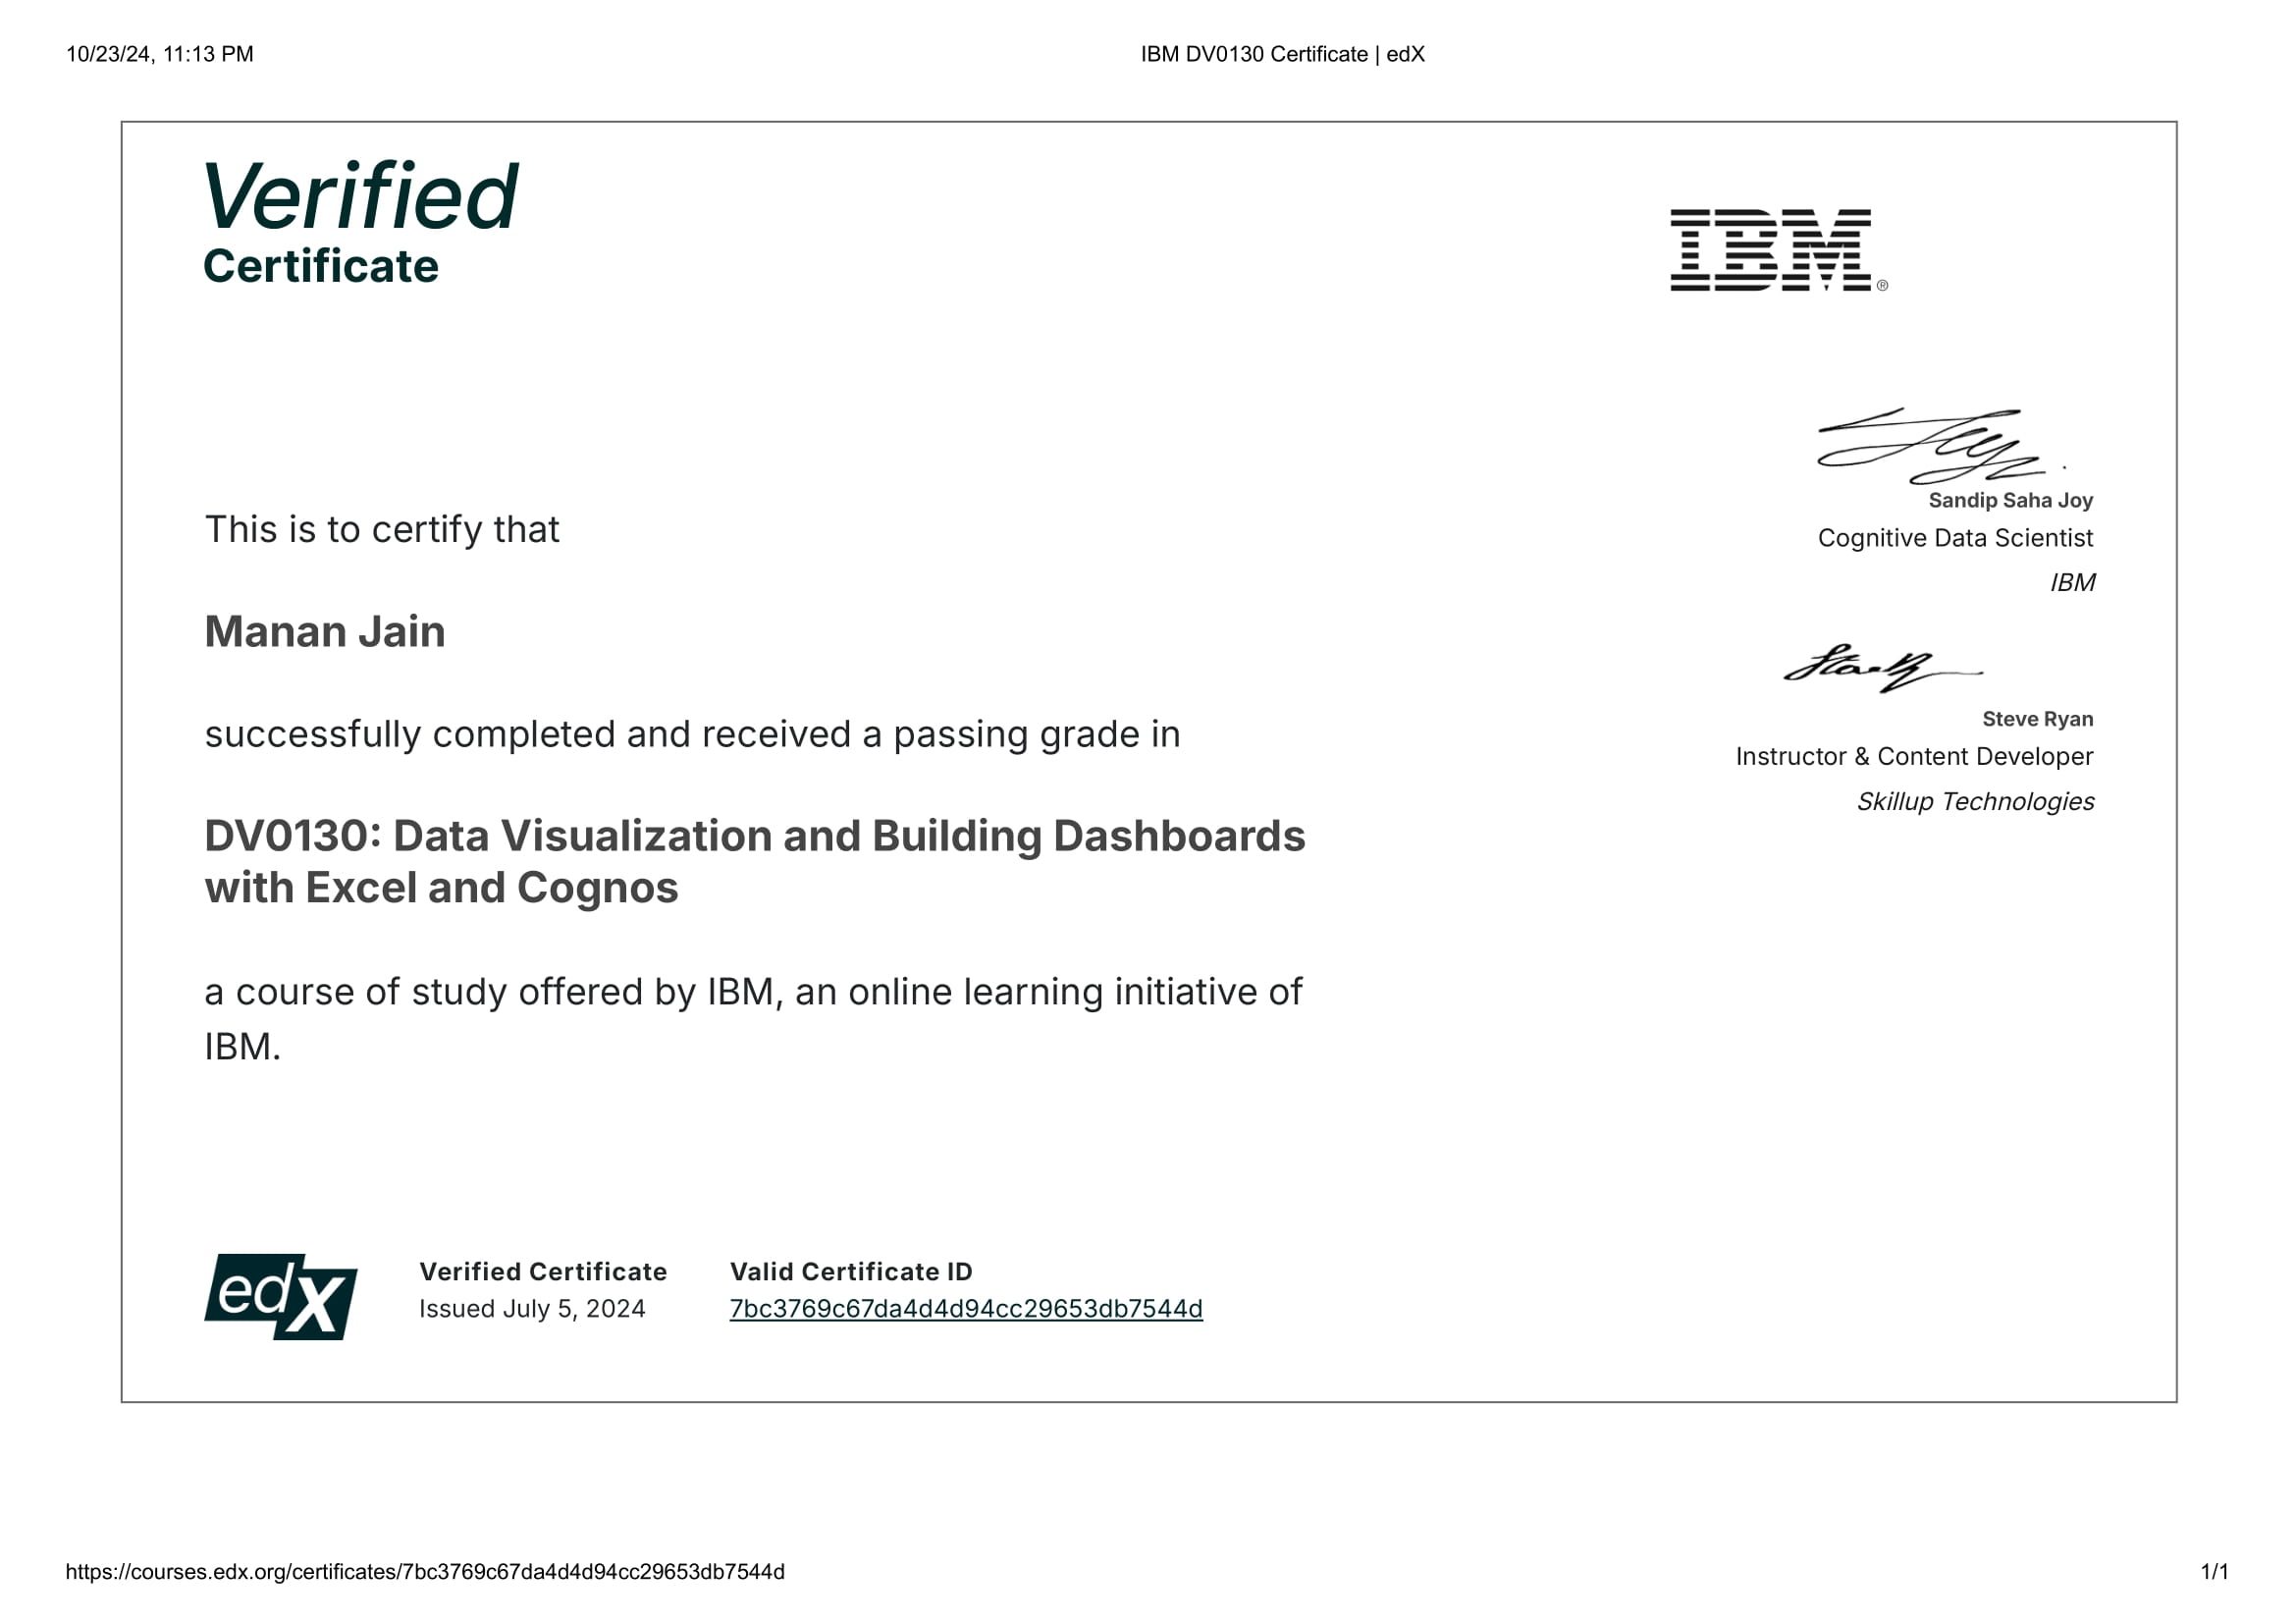 10/23/24, 11:13 PM
IBM DV0130 Certificate | edX
Verified
Certificate
IBM®
This is to certify that
Manan Jain
successfully completed and received a passing grade in
DV0130: Data Visualization and Building Dashboards
with Excel and Cognos
a course of study offered by IBM, an online learning initiative of
IBM.
Sandip Saha Joy
Cognitive Data Scientist
IBM
Steve Ryan
Instructor & Content Developer
Skillup Technologies
edX
Verified Certificate
Issued July 5, 2024
Valid Certificate ID
7bc3769c67da4d4d94cc29653db7544d
https://courses.edx.org/certificates/7bc3769c67da4d4d94cc29653db7544d
1/1